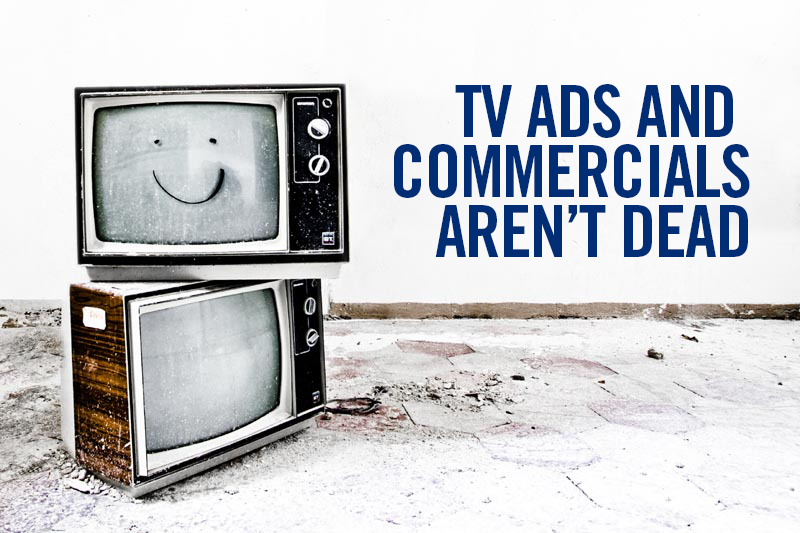 TV ADS AND
COMMERCIALS
AREN'T DEAD